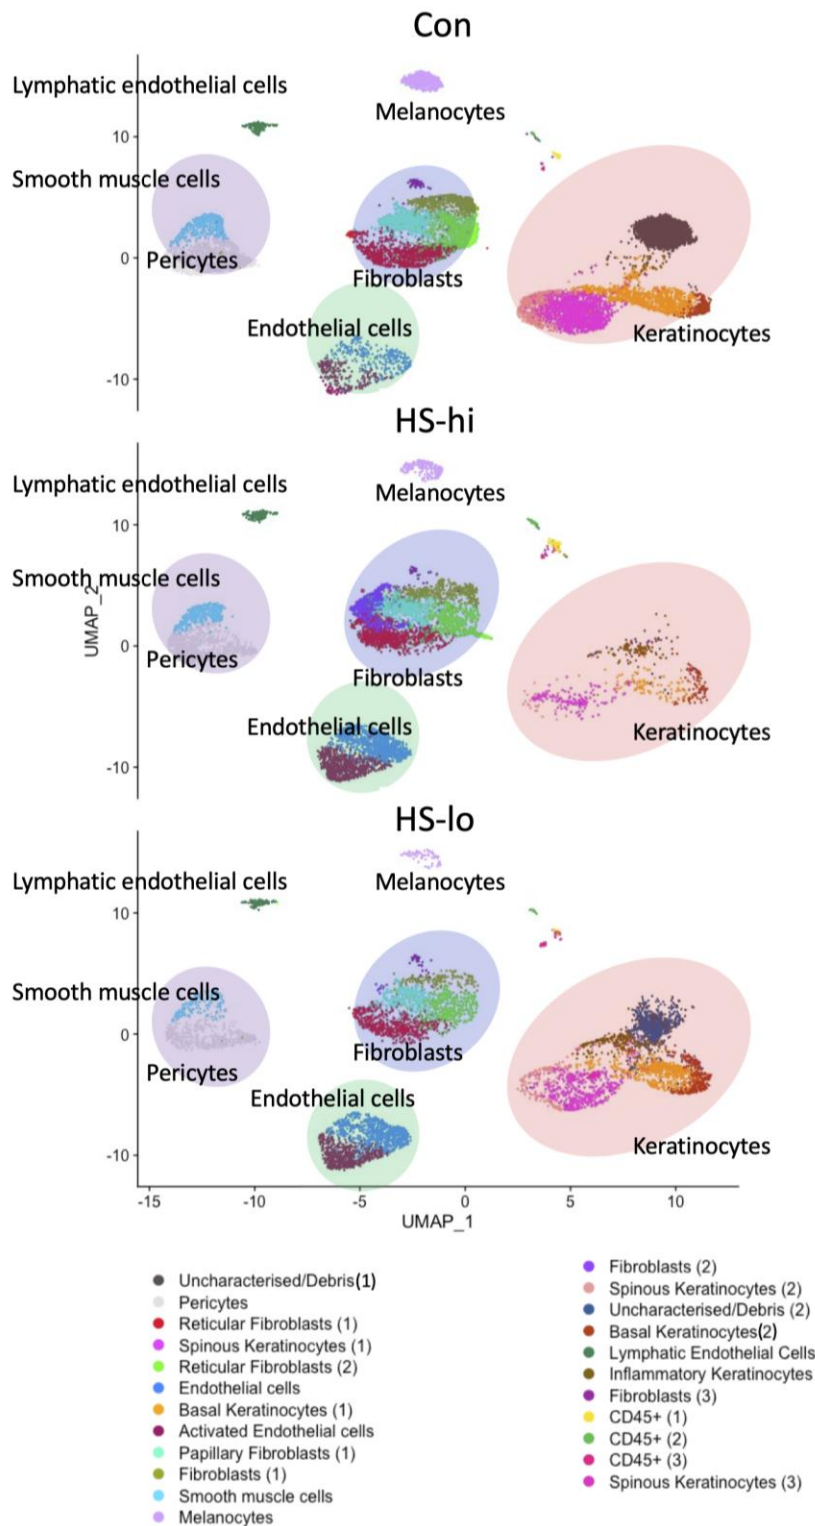 Con
Lymphatic endothelial cells
Melanocytes
10
Smooth muscle cells
Pericytes
0
Fibroblasts
Endothelial cells
Keratinocytes
-10
HS-hi
Lymphatic endothelial cells
Melanocytes
10
Smooth muscle cells
UMAP_2
0
Pericytes
Fibroblasts
Endothelial cells
Keratinocytes
-10
HS-lo
Lymphatic endothelial cells
Melanocytes
10
Smooth muscle cells
0
Fibroblasts
Pericytes
Endothelial cells
Keratinocytes
-10
-15 -10 -5 0 5 10
UMAP_1
Uncharacterised/Debris(1)
Pericytes
Reticular Fibroblasts (1)
Spinous Keratinocytes (1)
Reticular Fibroblasts (2)
Endothelial cells
Basal Keratinocytes (1)
Activated Endothelial cells
Papillary Fibroblasts (1)
Fibroblasts (1)
Smooth muscle cells
Melanocytes
Fibroblasts (2)
Spinous Keratinocytes (2)
Uncharacterised/Debris (2)
Basal Keratinocytes(2)
Lymphatic Endothelial Cells
Inflammatory Keratinocytes
Fibroblasts (3)
CD45+ (1)
CD45+ (2)
CD45+ (3)
Spinous Keratinocytes (3)